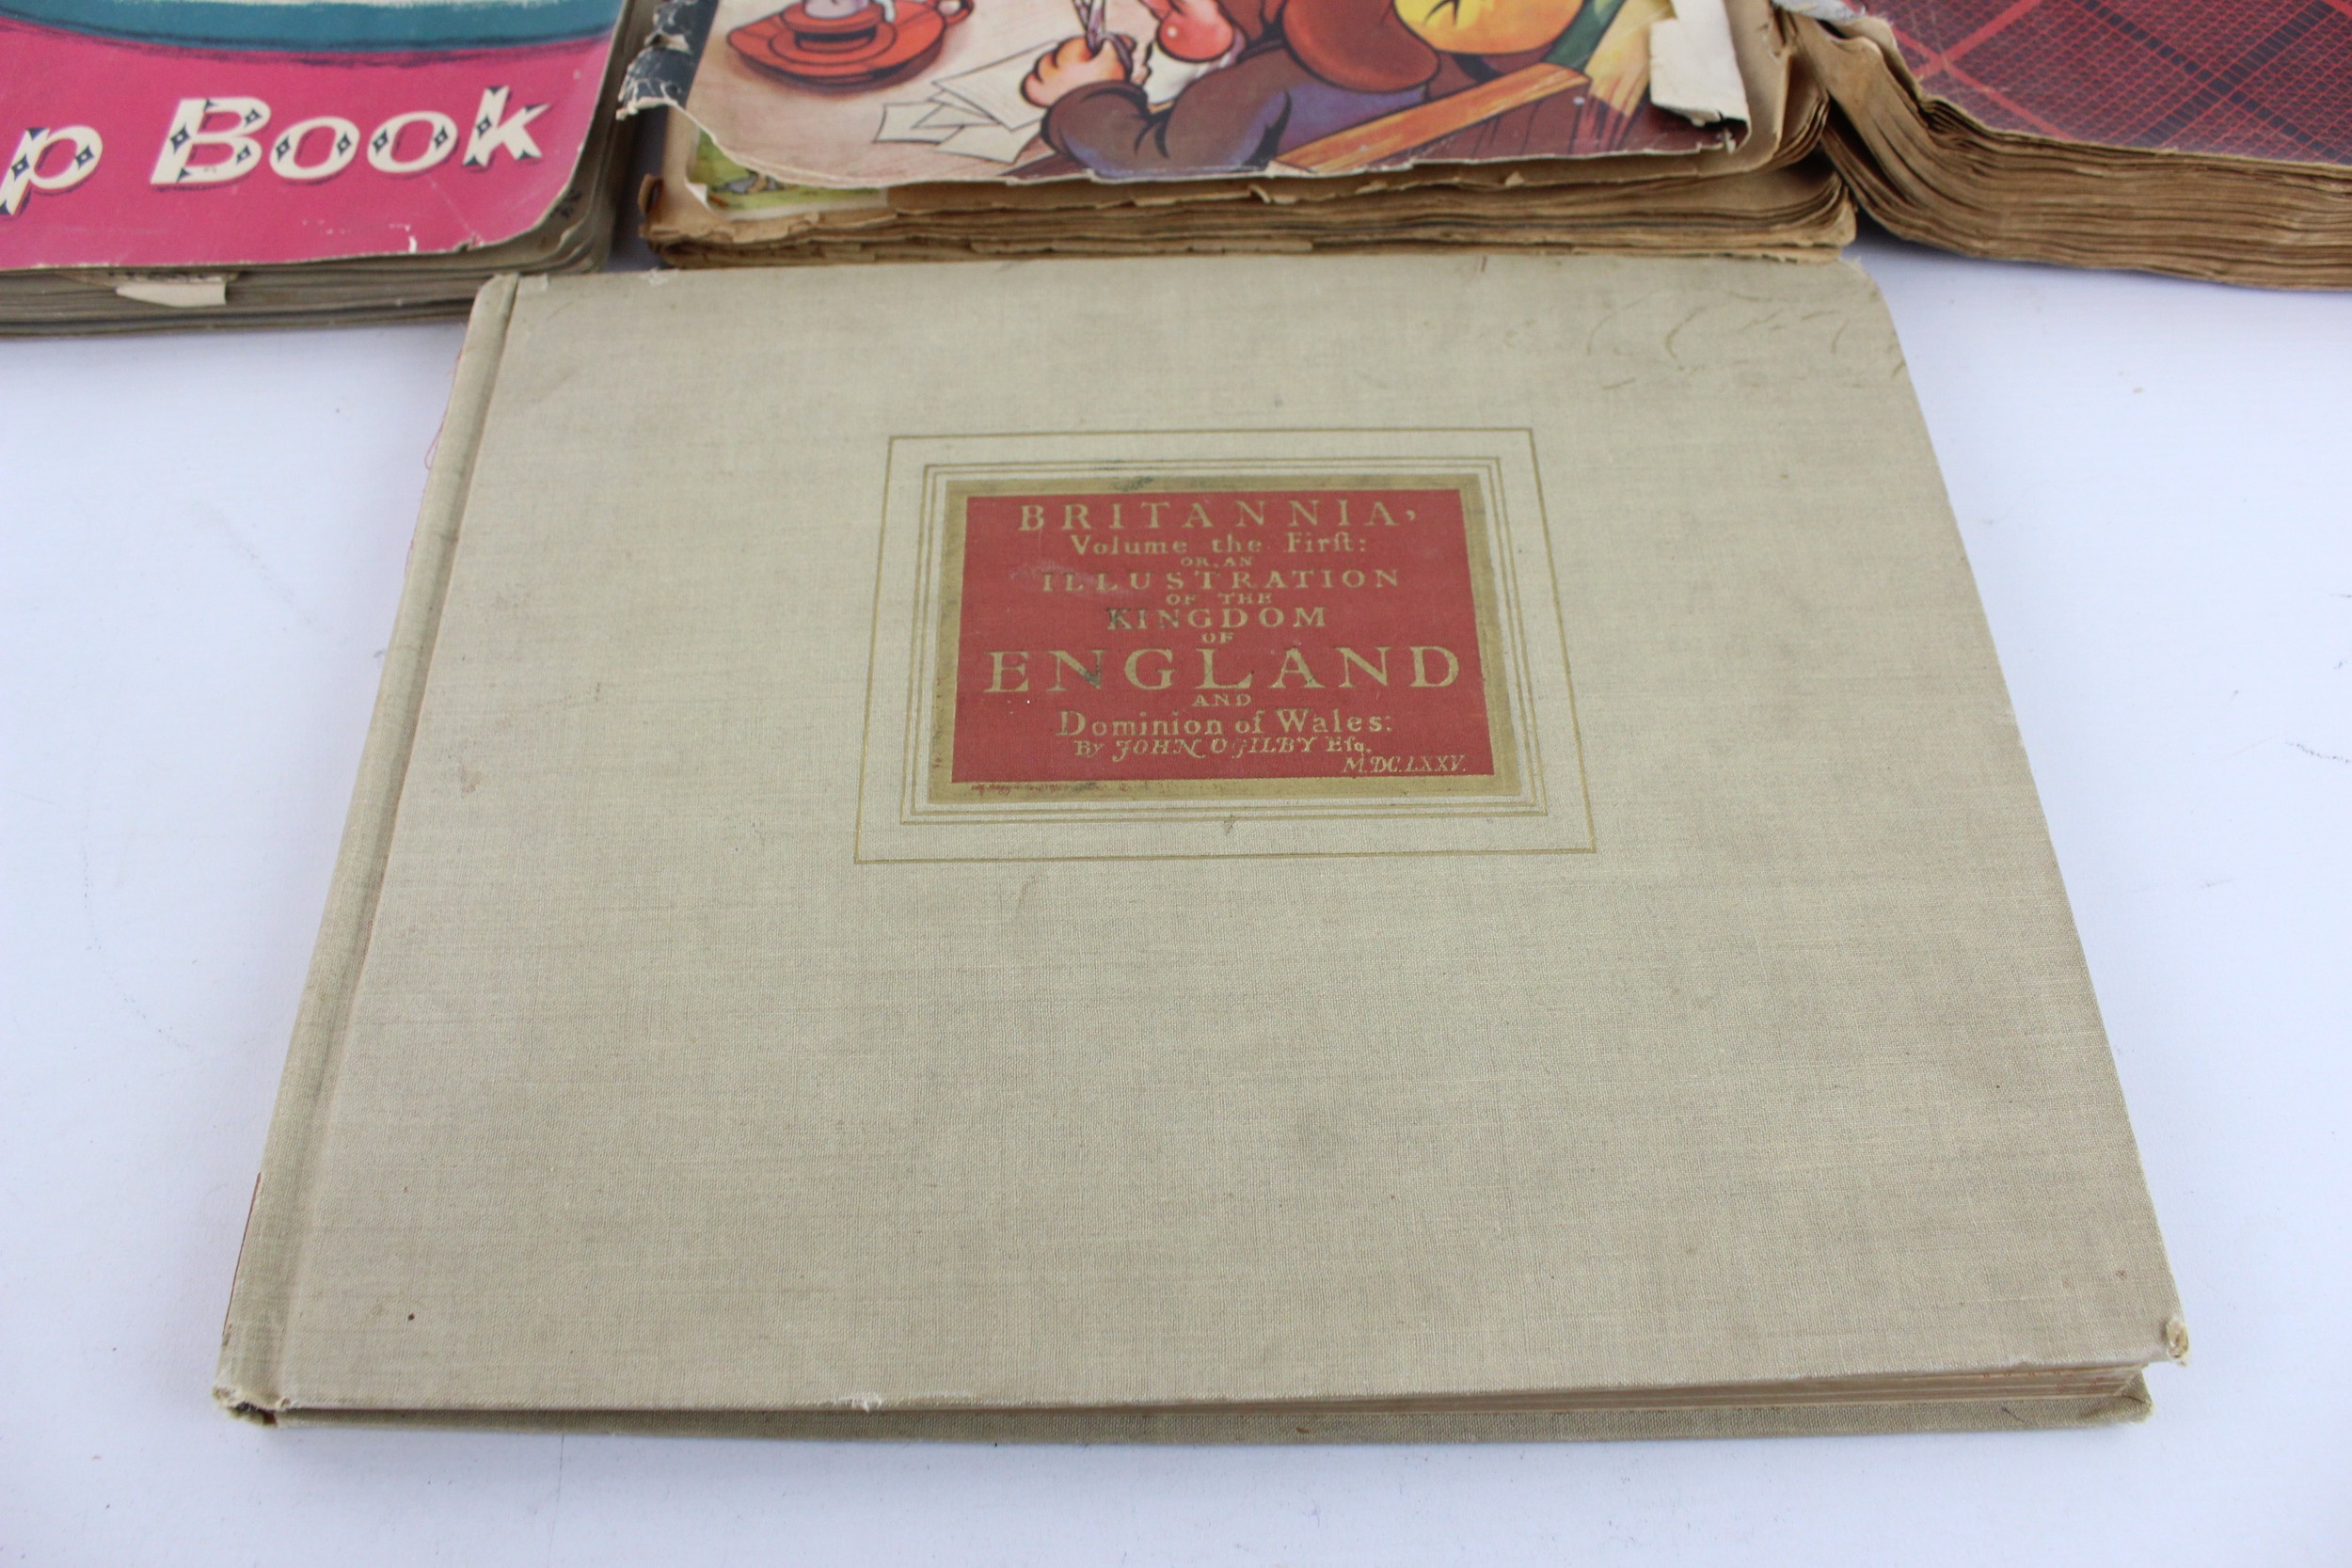 p Book
BRITANNIA,
Volume the Firſt:
OR, AN
ILLUSTRATION
OF THE
KINGDOM
OF
ENGLAND
AND
Dominion of Wales:
By JOHN OGILBY Eſq.
M.DC.LXXV.